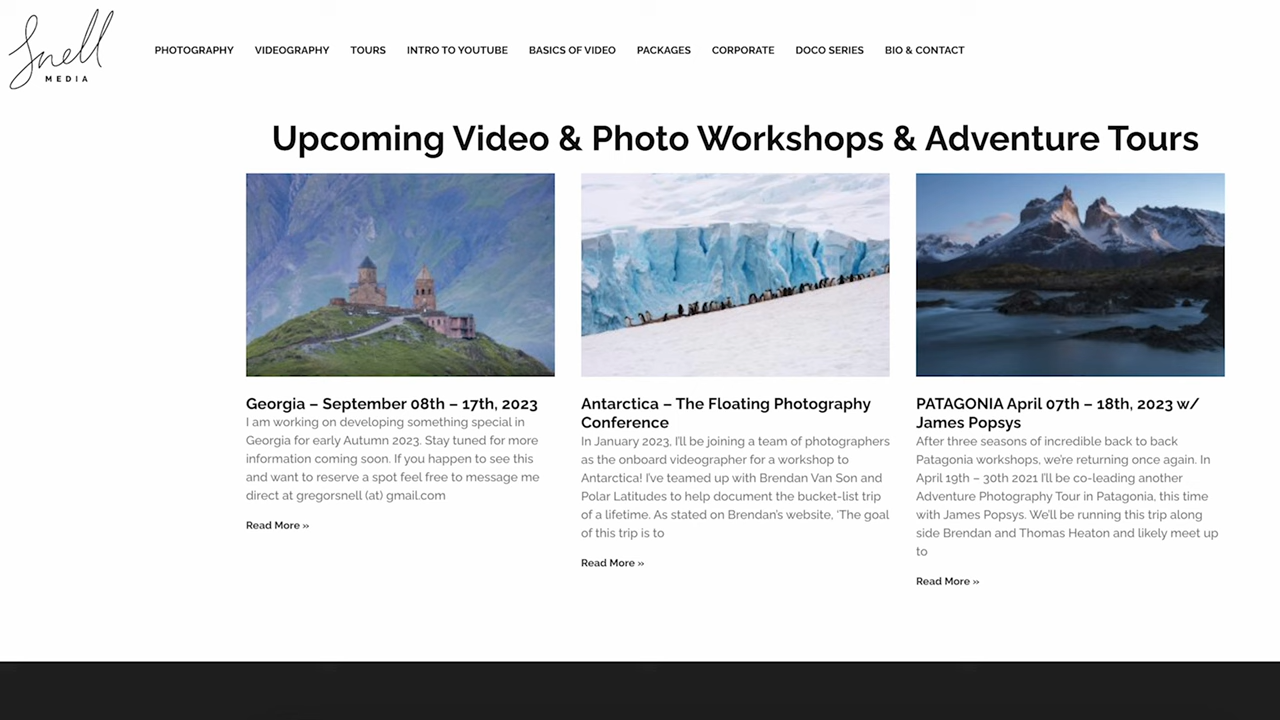 Snell
MEDIA
PHOTOGRAPHY VIDEOGRAPHY TOURS INTRO TO YOUTUBE BASICS OF VIDEO PACKAGES CORPORATE DOCO SERIES BIO & CONTACT
Upcoming Video & Photo Workshops & Adventure Tours
Georgia – September 08th – 17th, 2023
I am working on developing something special in
Georgia for early Autumn 2023. Stay tuned for more
information coming soon. If you happen to see this
and want to reserve a spot feel free to message me
direct at gregorsnell (at) gmail.com
Read More »
Antarctica – The Floating Photography
Conference
In January 2023, I'll be joining a team of photographers
as the onboard videographer for a workshop to
Antarctica! I've teamed up with Brendan Van Son and
Polar Latitudes to help document the bucket-list trip
of a lifetime. As stated on Brendan's website, 'The goal
of this trip is to
Read More »
PATAGONIA April 07th – 18th, 2023 w/
James Popsys
After three seasons of incredible back to back
Patagonia workshops, we're returning once again. In
April 19th – 30th 2021 I'll be co-leading another
Adventure Photography Tour in Patagonia, this time
with James Popsys. We'll be running this trip along
side Brendan and Thomas Heaton and likely meet up
to
Read More »